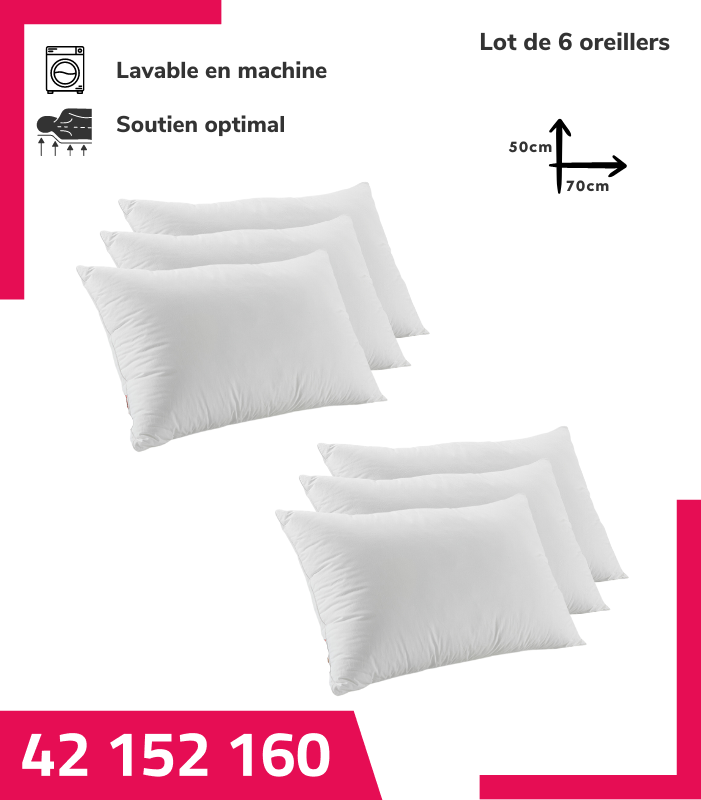 Lot de 6 oreillers
Lavable en machine
Soutien optimal
50cm
70cm
42 152 160